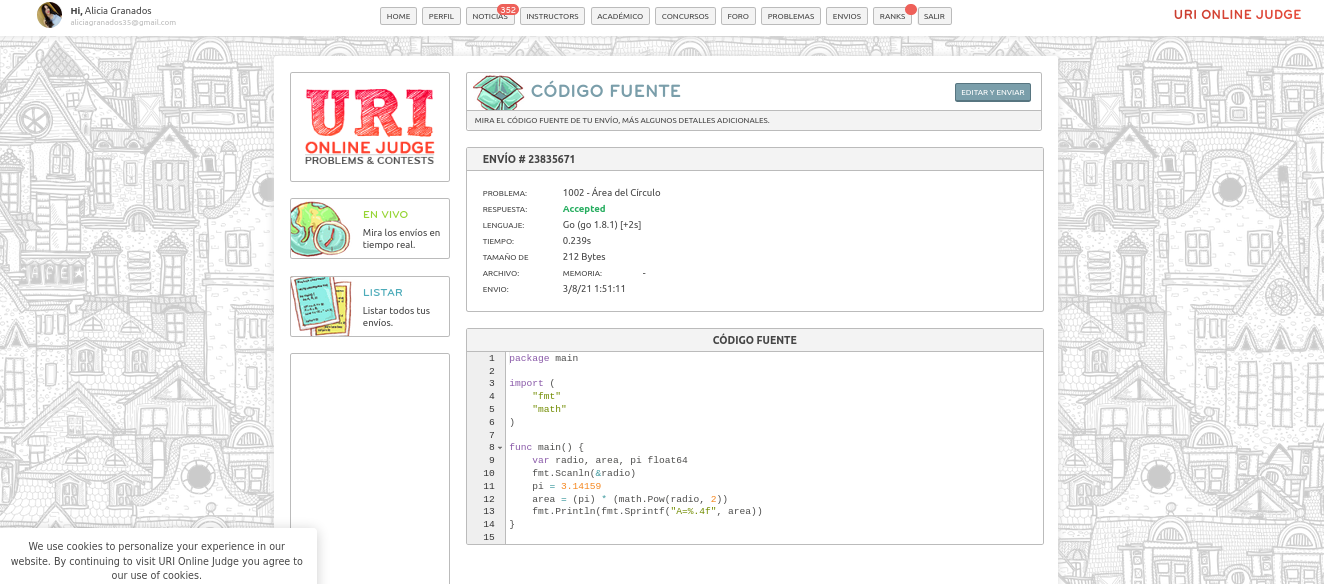 Hi, Alicia Granados
aliciagranados35@gmail.com
HOME PERFIL NOTICIAS 352 INSTRUCTORS ACADÉMICO CONCURSOS FORO PROBLEMAS ENVIOS RANKS SALIR
URI ONLINE JUDGE
URI
ONLINE JUDGE
PROBLEMS & CONTESTS
EN VIVO
Mira los envíos en
tiempo real.
LISTAR
Listar todos tus
envíos.
CÓDIGO FUENTE
EDITAR Y ENVIAR
MIRA EL CÓDIGO FUENTE DE TU ENVÍO, MÁS ALGUNOS DETALLES ADICIONALES.
ENVÍO # 23835671
PROBLEMA: 1002 - Área del Círculo
RESPUESTA: Accepted
LENGUAJE: Go (go 1.8.1) [+2s]
TIEMPO: 0.239s
TAMAÑO DE 212 Bytes
ARCHIVO: MEMORIA: -
ENVIO: 3/8/21 1:51:11
CÓDIGO FUENTE
1 package main
2
3 import (
4     "fmt"
5     "math"
6 )
7
8 func main() {
9     var radio, area, pi float64
10     fmt.Scanln(&radio)
11     pi = 3.14159
12     area = (pi) * (math.Pow(radio, 2))
13     fmt.Println(fmt.Sprintf("A=%.4f", area))
14 }
15
CAFÉ
We use cookies to personalize your experience in our
website. By continuing to visit URI Online Judge you agree to
our use of cookies.